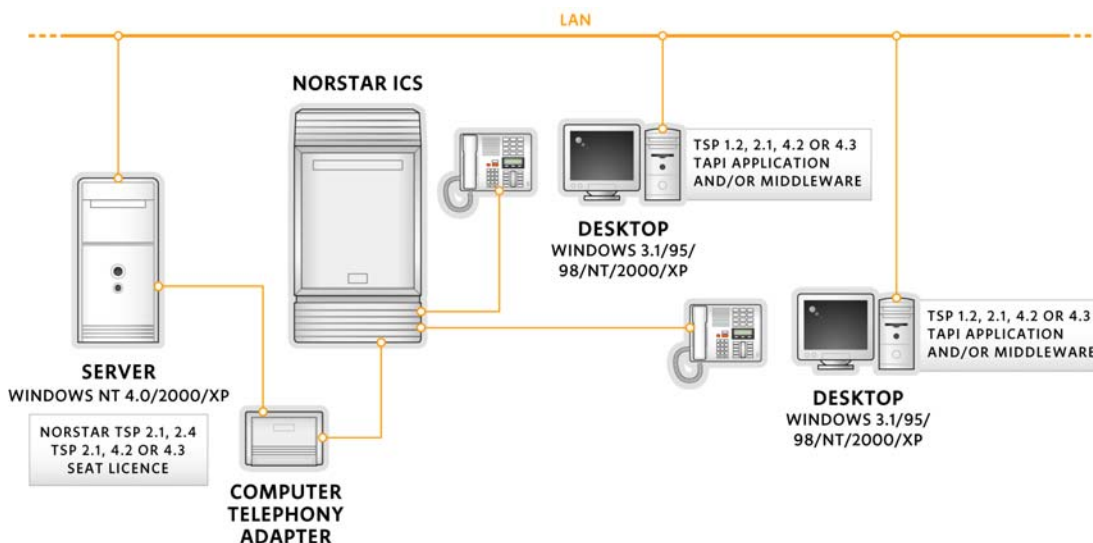 LAN
NORSTAR ICS
TSP 1.2, 2.1, 4.2 OR 4.3
TAPI APPLICATION
AND/OR MIDDLEWARE
DESKTOP
WINDOWS 3.1/95/
98/NT/2000/XP
TSP 1.2, 2.1, 4.2 OR 4.3
TAPI APPLICATION
AND/OR MIDDLEWARE
DESKTOP
WINDOWS 3.1/95/
98/NT/2000/XP
SERVER
WINDOWS NT 4.0/2000/XP
NORSTAR TSP 2.1, 2.4
TSP 2.1, 4.2 OR 4.3
SEAT LICENCE
COMPUTER
TELEPHONY
ADAPTER